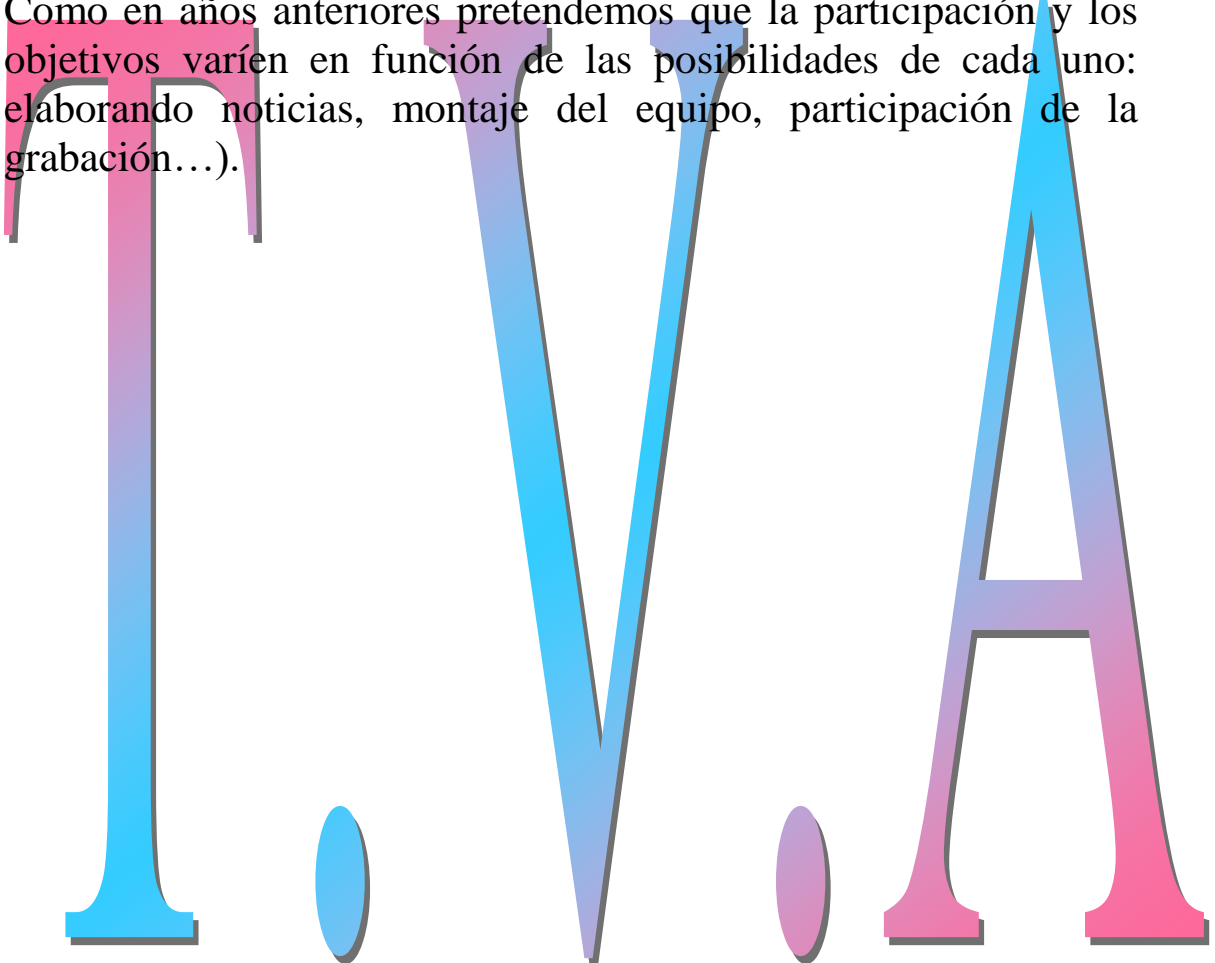 Como en años anteriores pretendemos que la participación y los
objetivos varíen en función de las posibilidades de cada uno:
elaborando noticias, montaje del equipo, participación de la
grabación…).
T.V.A